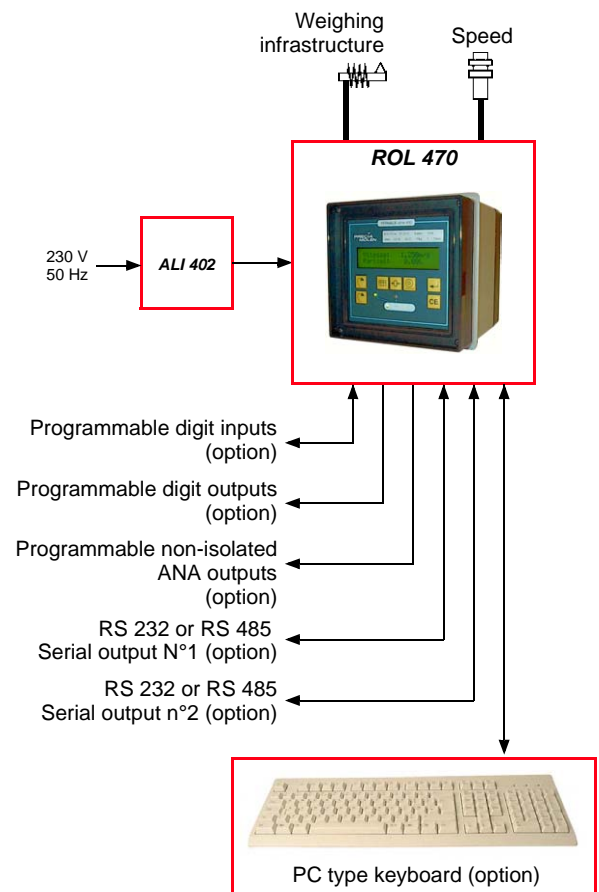 Weighing
infrastructure
Speed
ROL 470
230 V
50 Hz
ALI 402
CE
Programmable digit inputs
(option)
Programmable digit outputs
(option)
Programmable non-isolated
ANA outputs
(option)
RS 232 or RS 485
Serial output N°1 (option)
RS 232 or RS 485
Serial output n°2 (option)
PC type keyboard (option)